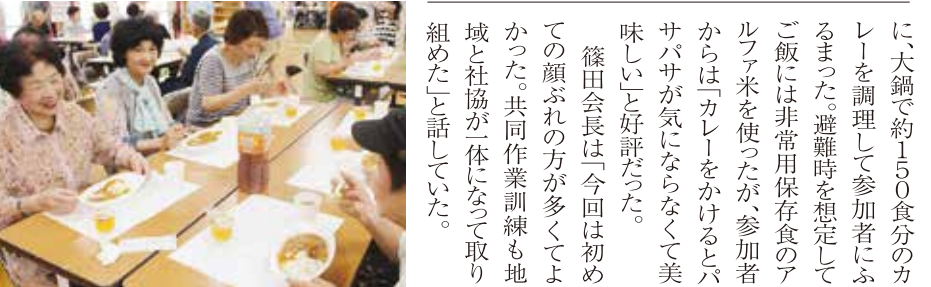 に、大鍋で約150食分のカ
レーを調理して参加者にふ
るまった。避難時を想定して
ご飯には非常用保存食のア
ルファ米を使ったが、参加者
からは「カレーをかけるとパ
サパサが気にならなくて美
味しい」と好評だった。
篠田会長は「今回は初め
ての顔ぶれの方が多くてよ
かった。共同作業訓練も地
域と社協が一体になって取り
組めた」と話していた。